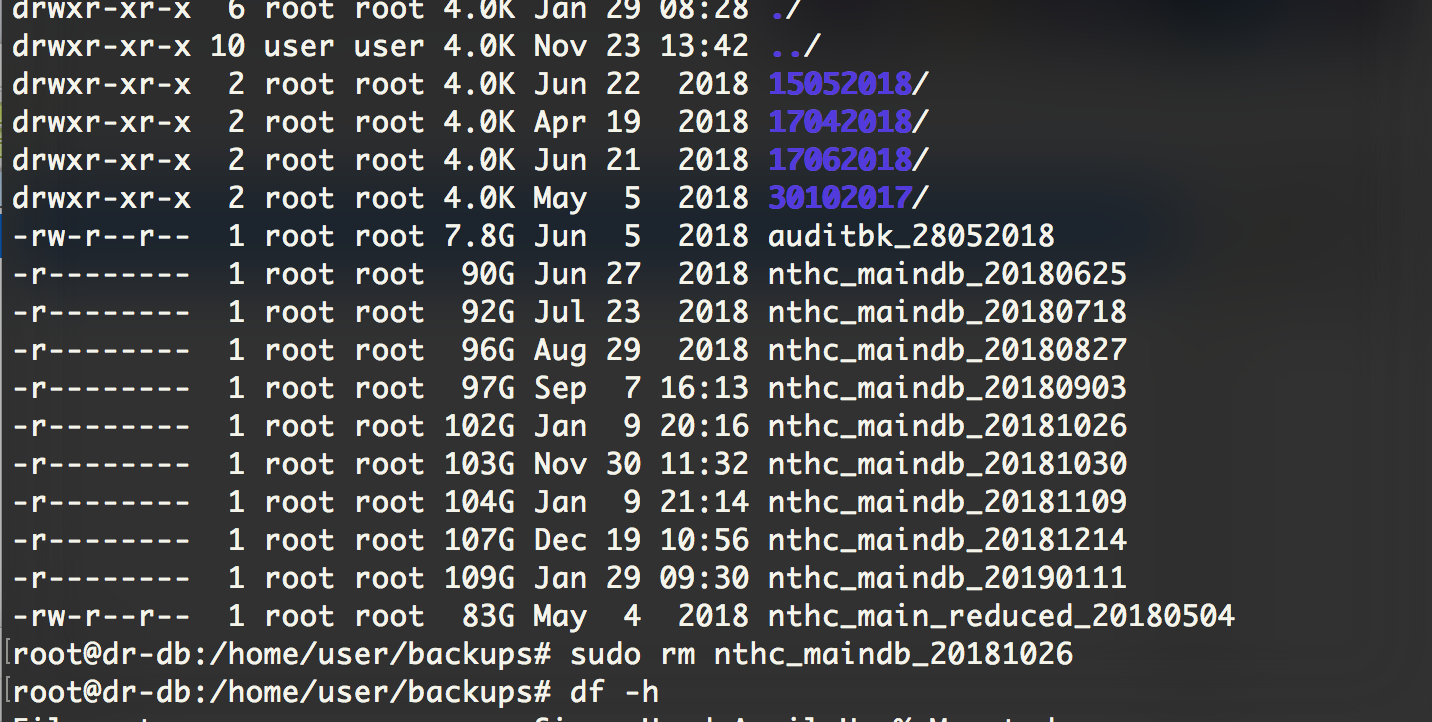 drwxr-xr-x  6 root root 4.0K Jan 29 08:28 ./
drwxr-xr-x 10 user user 4.0K Nov 23 13:42 ../
drwxr-xr-x  2 root root 4.0K Jun 22  2018 15052018/
drwxr-xr-x  2 root root 4.0K Apr 19  2018 17042018/
drwxr-xr-x  2 root root 4.0K Jun 21  2018 17062018/
drwxr-xr-x  2 root root 4.0K May  5  2018 30102017/
-rw-r--r--  1 root root 7.8G Jun  5  2018 auditbk_28052018
-r--------  1 root root  90G Jun 27  2018 nthc_maindb_20180625
-r--------  1 root root  92G Jul 23  2018 nthc_maindb_20180718
-r--------  1 root root  96G Aug 29  2018 nthc_maindb_20180827
-r--------  1 root root  97G Sep  7 16:13 nthc_maindb_20180903
-r--------  1 root root 102G Jan  9 20:16 nthc_maindb_20181026
-r--------  1 root root 103G Nov 30 11:32 nthc_maindb_20181030
-r--------  1 root root 104G Jan  9 21:14 nthc_maindb_20181109
-r--------  1 root root 107G Dec 19 10:56 nthc_maindb_20181214
-r--------  1 root root 109G Jan 29 09:30 nthc_maindb_20190111
-rw-r--r--  1 root root  83G May  4  2018 nthc_main_reduced_20180504
[root@dr-db:/home/user/backups# sudo rm nthc_maindb_20181026
[root@dr-db:/home/user/backups# df -h